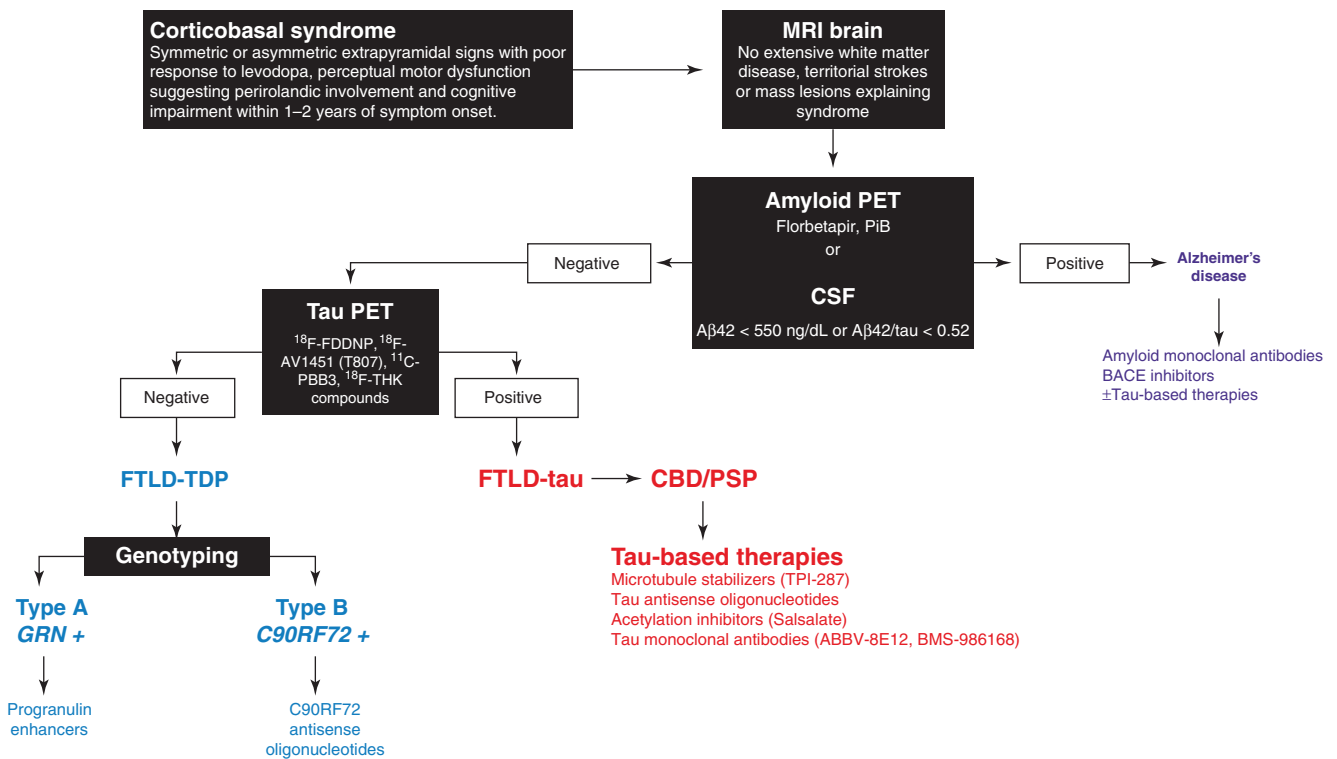 Corticobasal syndrome
Symmetric or asymmetric extrapyramidal signs with poor
response to levodopa, perceptual motor dysfunction
suggesting perirolandic involvement and cognitive
impairment within 1–2 years of symptom onset.
MRI brain
No extensive white matter
disease, territorial strokes
or mass lesions explaining
syndrome
Amyloid PET
Florbetapir, PiB
or
CSF
Aβ42 < 550 ng/dL or Aβ42/tau < 0.52
Negative
Positive
Alzheimer's
disease
Amyloid monoclonal antibodies
BACE inhibitors
±Tau-based therapies
Tau PET
¹⁸F-FDDNP, ¹⁸F-
AV1451 (T807), ¹¹C-
PBB3, ¹⁸F-THK
compounds
Negative
Positive
FTLD-TDP
FTLD-tau
CBD/PSP
Genotyping
Tau-based therapies
Microtubule stabilizers (TPI-287)
Tau antisense oligonucleotides
Acetylation inhibitors (Salsalate)
Tau monoclonal antibodies (ABBV-8E12, BMS-986168)
Type A
GRN +
Type B
C90RF72 +
Progranulin
enhancers
C90RF72
antisense
oligonucleotides